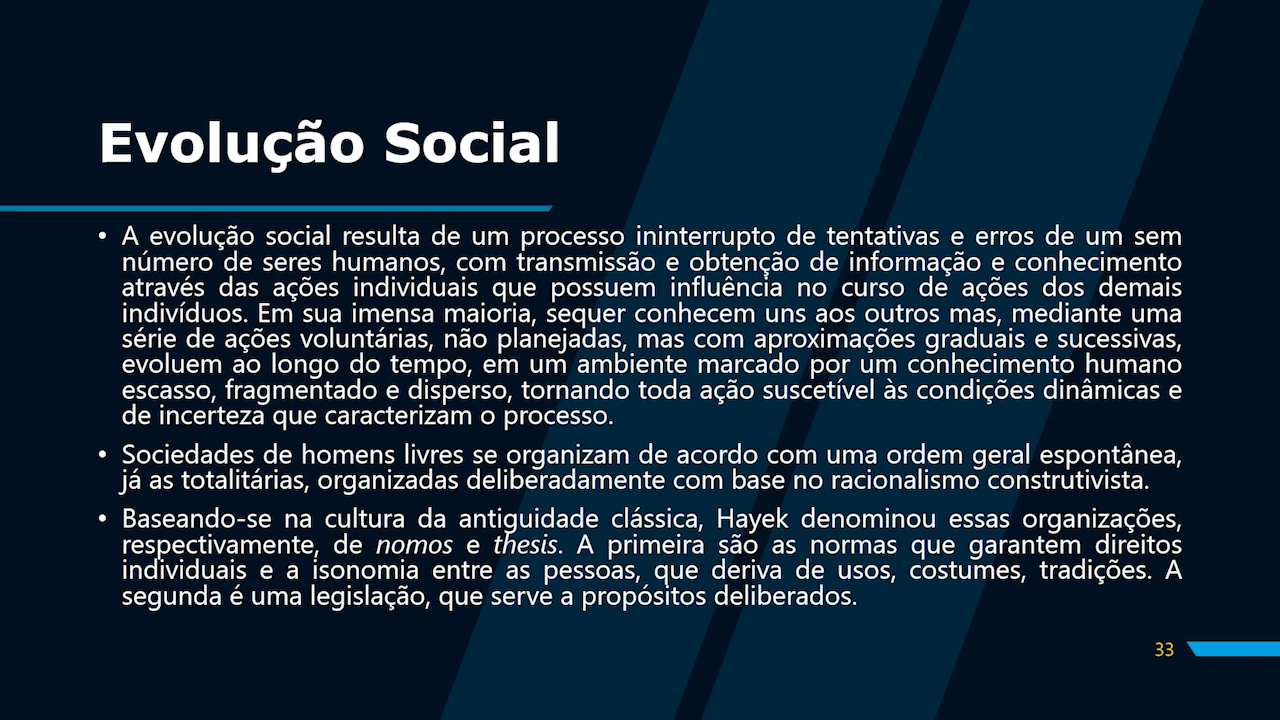 Evolução Social
• A evolução social resulta de um processo ininterrupto de tentativas e erros de um sem
número de seres humanos, com transmissão e obtenção de informação e conhecimento
através das ações individuais que possuem influência no curso de ações dos demais
indivíduos. Em sua imensa maioria, sequer conhecem uns aos outros mas, mediante uma
série de ações voluntárias, não planejadas, mas com aproximações graduais e sucessivas,
evoluem ao longo do tempo, em um ambiente marcado por um conhecimento humano
escasso, fragmentado e disperso, tornando toda ação suscetível às condições dinâmicas e
de incerteza que caracterizam o processo.
• Sociedades de homens livres se organizam de acordo com uma ordem geral espontânea,
já as totalitárias, organizadas deliberadamente com base no racionalismo construtivista.
• Baseando-se na cultura da antiguidade clássica, Hayek denominou essas organizações,
respectivamente, de nomos e thesis. A primeira são as normas que garantem direitos
individuais e a isonomia entre as pessoas, que deriva de usos, costumes, tradições. A
segunda é uma legislação, que serve a propósitos deliberados.
33